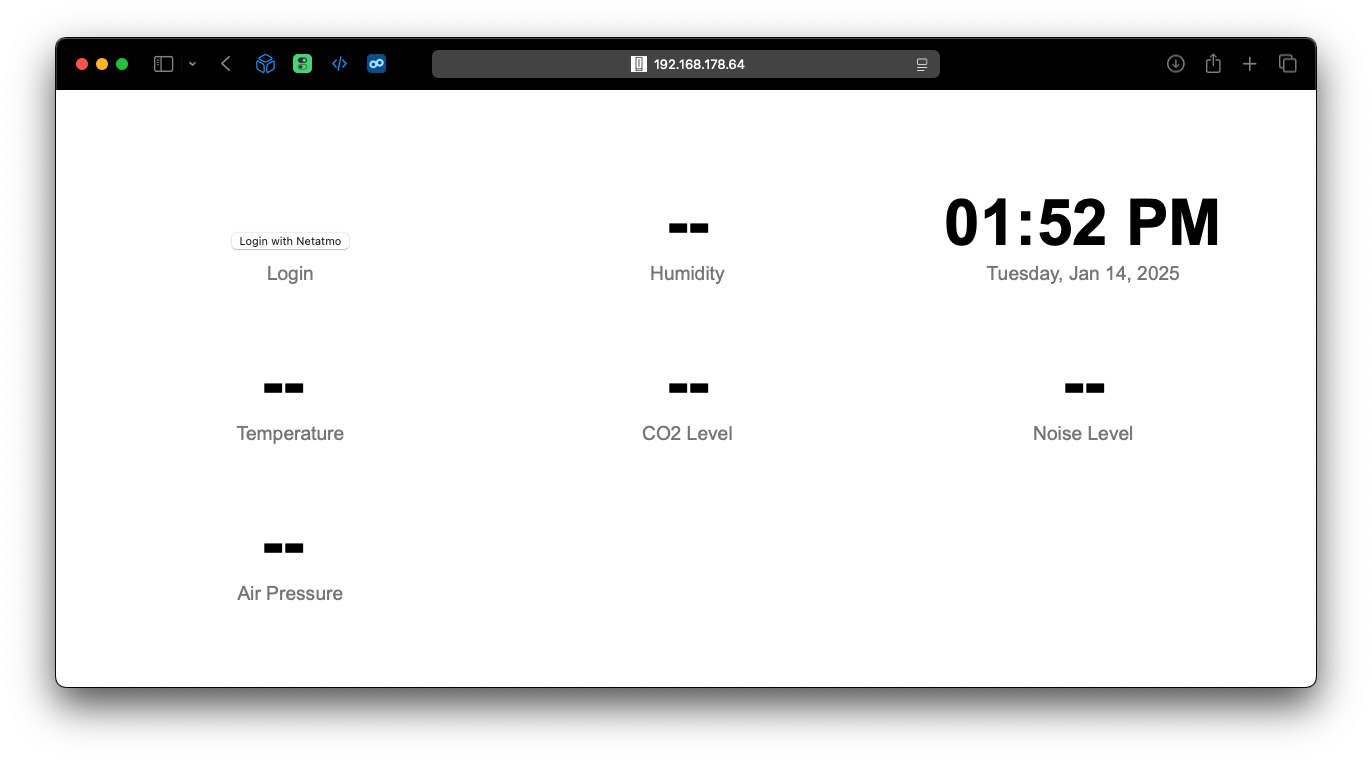 192.168.178.64
Login with Netatmo
Login
--
Humidity
01:52 PM
Tuesday, Jan 14, 2025
--
Temperature
--
CO2 Level
--
Noise Level
--
Air Pressure